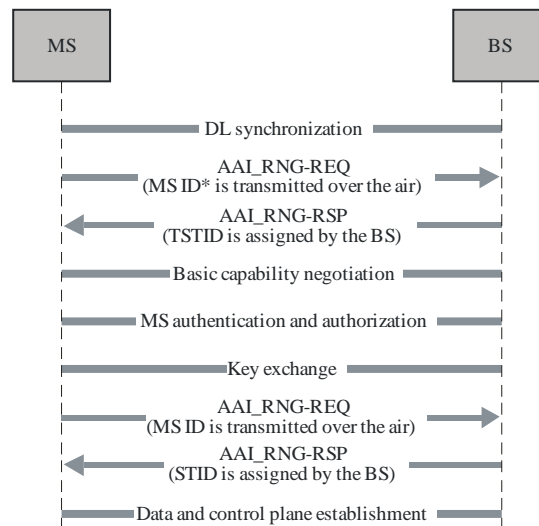 MS
BS
DL synchronization
AAI_RNG-REQ
(MS ID* is transmitted over the air)
AAI_RNG-RSP
(TSTID is assigned by the BS)
Basic capability negotiation
MS authentication and authorization
Key exchange
AAI_RNG-REQ
(MS ID is transmitted over the air)
AAI_RNG-RSP
(STID is assigned by the BS)
Data and control plane establishment